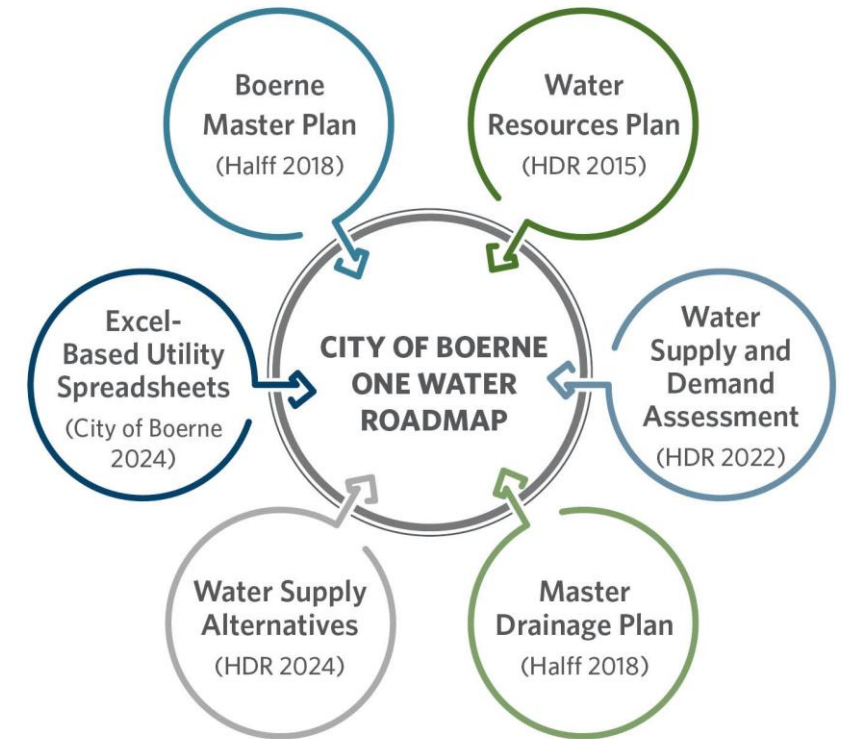 Boerne
Master Plan
(Halff 2018)
Water
Resources Plan
(HDR 2015)
Excel-
Based Utility
Spreadsheets
(City of Boerne
2024)
CITY OF BOERNE
ONE WATER
ROADMAP
Water
Supply and
Demand
Assessment
(HDR 2022)
Water Supply
Alternatives
(HDR 2024)
Master
Drainage Plan
(Halff 2018)